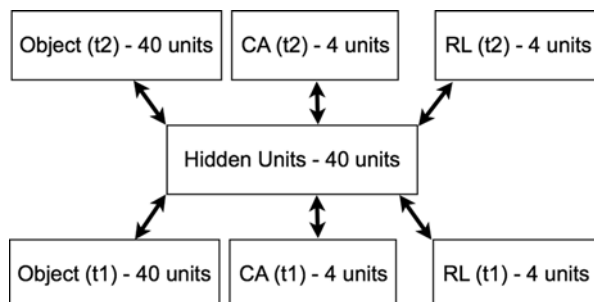 Object (t2) - 40 units
CA (t2) - 4 units
RL (t2) - 4 units
Hidden Units - 40 units
Object (t1) - 40 units
CA (t1) - 4 units
RL (t1) - 4 units